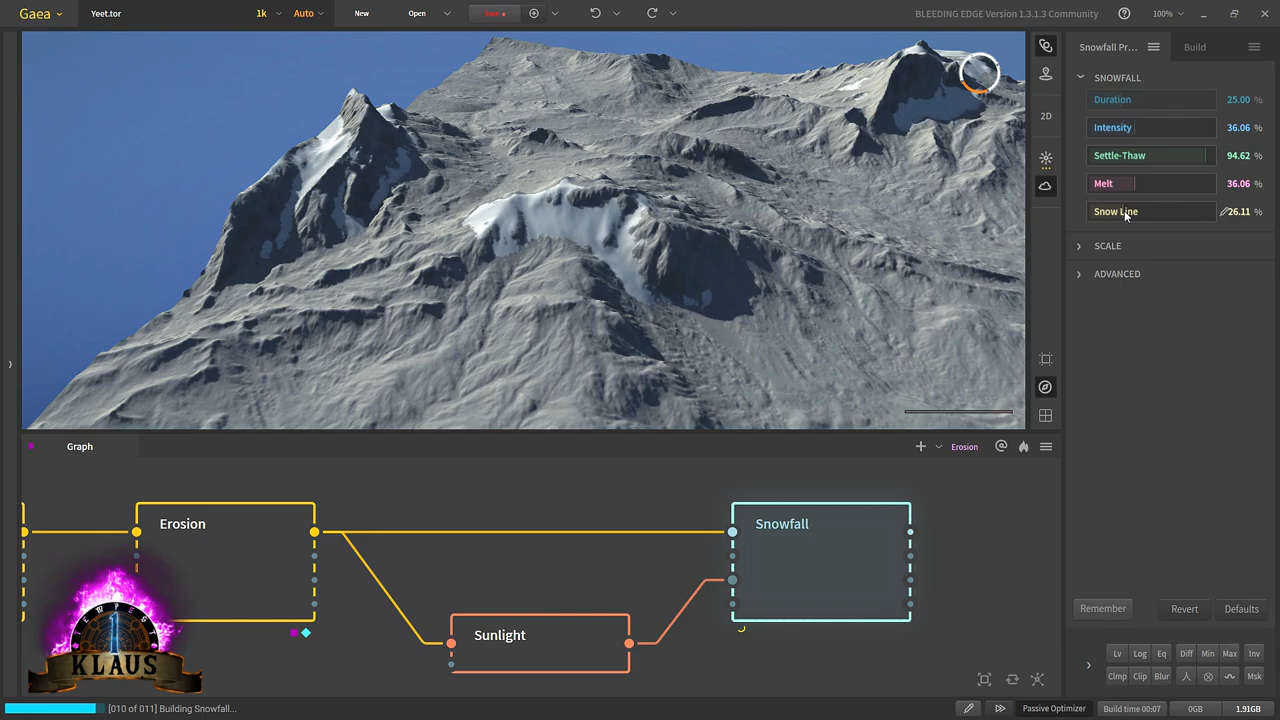 Gaea
Yeet.tor
1k
Auto
New
Open
BLEEDING EDGE Version 1.3.1.3 Community
100%
Snowfall Pr...
Build
SNOWFALL
Duration 25.00 %
Intensity 36.06 %
Settle-Thaw 94.62 %
Melt 36.06 %
Snow Line 26.11 %
SCALE
ADVANCED
2D
Graph
Erosion
Erosion
Snowfall
Sunlight
TEMPEST
1
KLAUS
Remember
Revert
Defaults
Lv Log Eq Diff Min Max Inv
Clmp Clip Blur Msk
[010 of 011] Building Snowfall...
Passive Optimizer
Build time 00:07
0GB
1.91GB